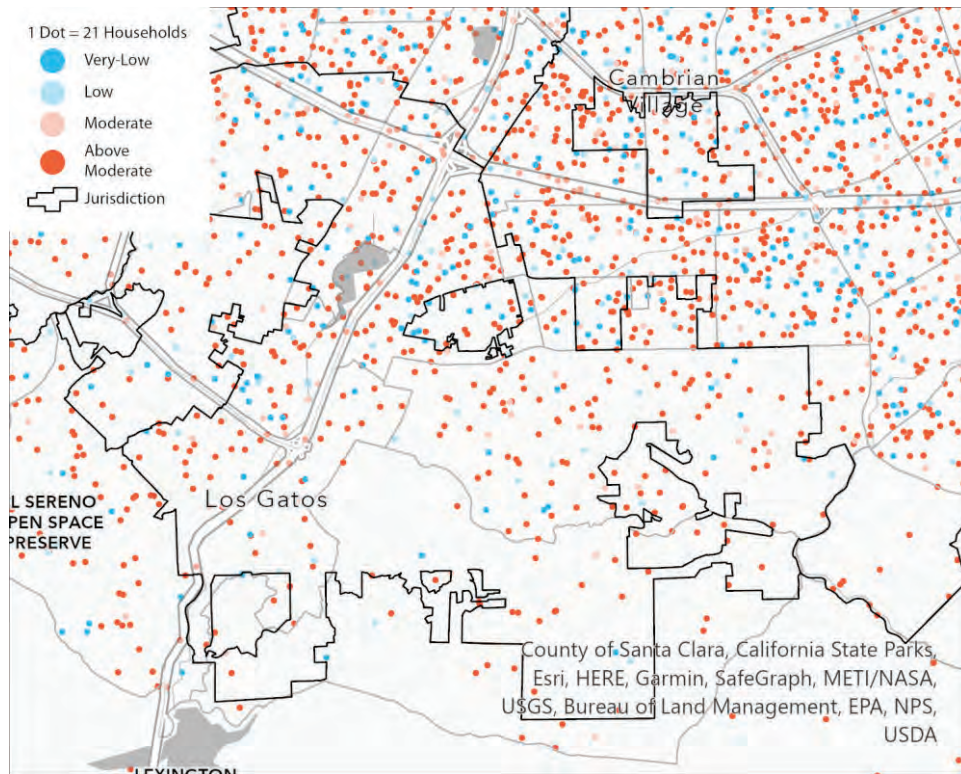 1 Dot = 21 Households
Very-Low
Low
Moderate
Above
Moderate
Jurisdiction
Cambrian
Village
Los Gatos
L SERENO
PEN SPACE
PRESERVE
County of Santa Clara, California State Parks,
Esri, HERE, Garmin, SafeGraph, METI/NASA,
USGS, Bureau of Land Management, EPA, NPS,
USDA
LEXINGTON